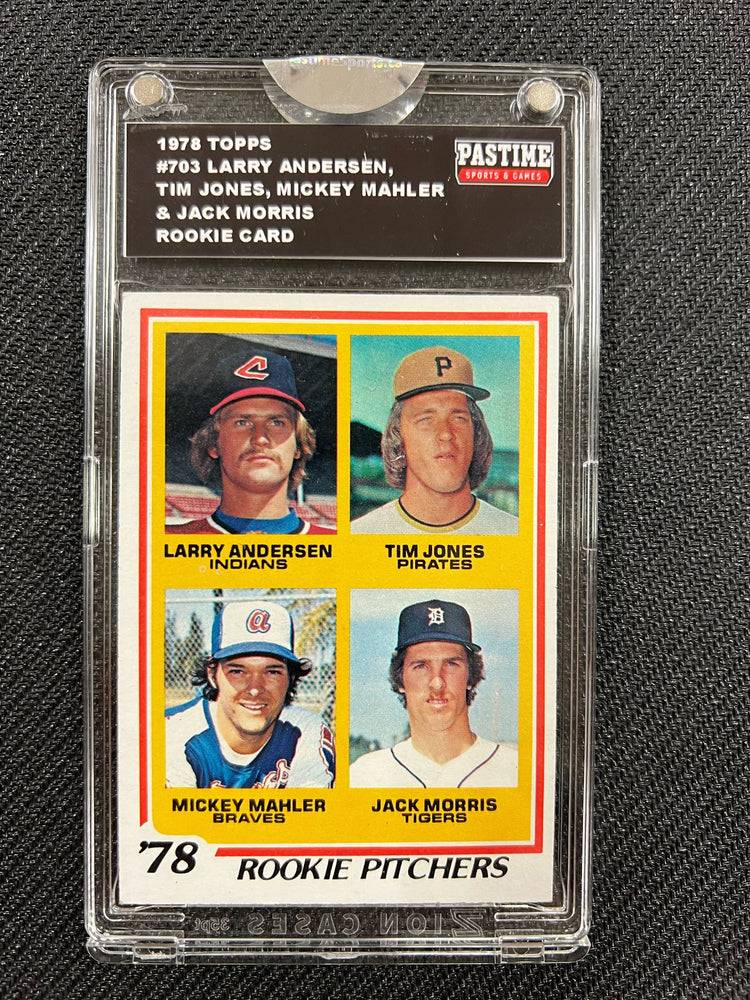 1978 TOPPS
#703 LARRY ANDERSEN,
TIM JONES, MICKEY MAHLER
& JACK MORRIS
ROOKIE CARD
PASTIME
SPORTS & GAMES
C
P
LARRY ANDERSEN
INDIANS
TIM JONES
PIRATES
a
D
MICKEY MAHLER
BRAVES
JACK MORRIS
TIGERS
'78
ROOKIE PITCHERS
ZION CASES 35pt